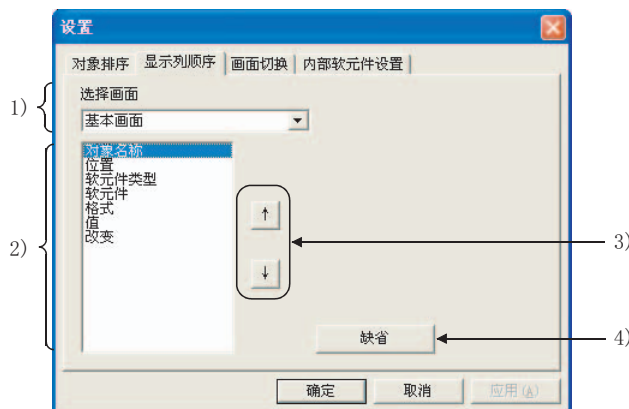 设置
对象排序 显示列顺序 画面切换 内部软元件设置
1)
选择画面
基本画面
2)
对象名称
位置
软元件类型
软元件
格式
值
改变
↑
↓
3)
缺省
4)
确定 取消 应用(A)